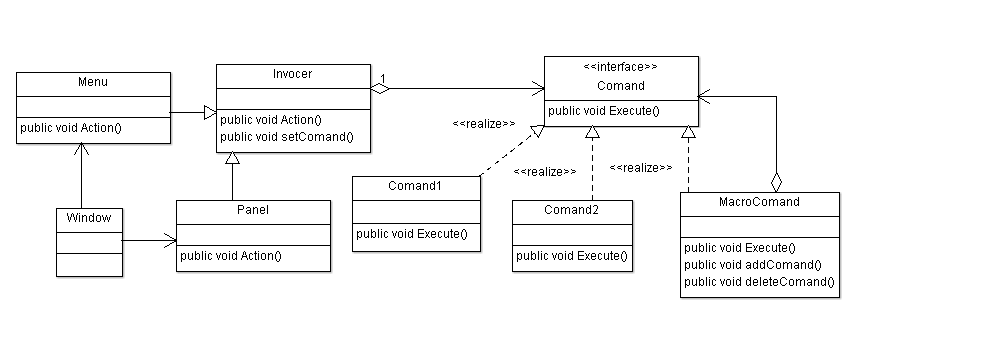 Menu
public void Action()
Invocer
public void Action()
public void setComand()
1
<<interface>>
Comand
public void Execute()
<<realize>>
<<realize>>
<<realize>>
Window
Panel
public void Action()
Comand1
public void Execute()
Comand2
public void Execute()
MacroComand
public void Execute()
public void addComand()
public void deleteComand()